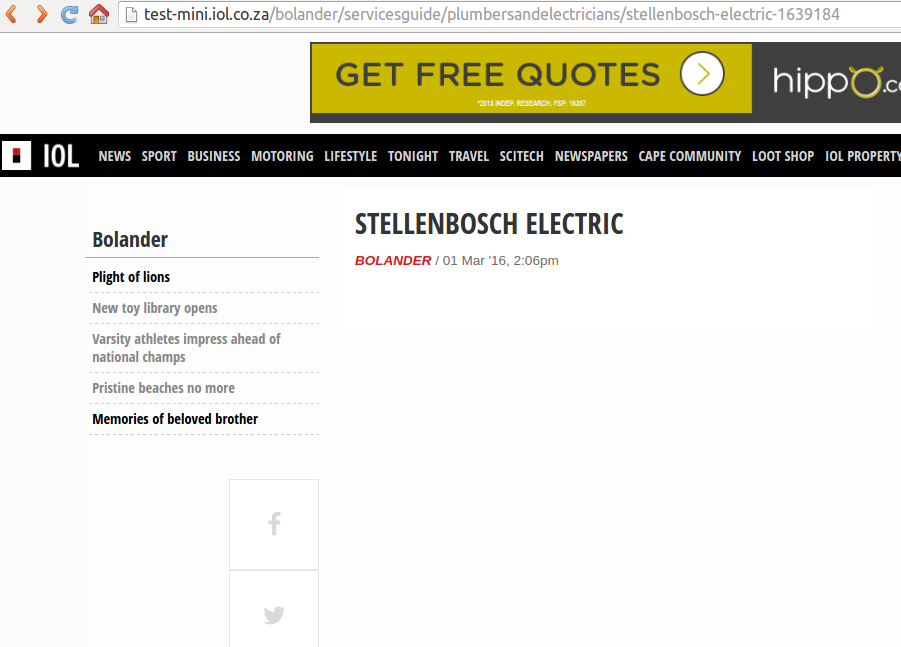 test-mini.iol.co.za/bolander/servicesguide/plumbersandelectricians/stellenbosch-electric-1639184
GET FREE QUOTES
*2015 INDEP. RESEARCH. FSP: 16357
hippo.co
IOL NEWS SPORT BUSINESS MOTORING LIFESTYLE TONIGHT TRAVEL SCITECH NEWSPAPERS CAPE COMMUNITY LOOT SHOP IOL PROPERTY
Bolander
Plight of lions
New toy library opens
Varsity athletes impress ahead of
national champs
Pristine beaches no more
Memories of beloved brother
STELLENBOSCH ELECTRIC
BOLANDER / 01 Mar '16, 2:06pm